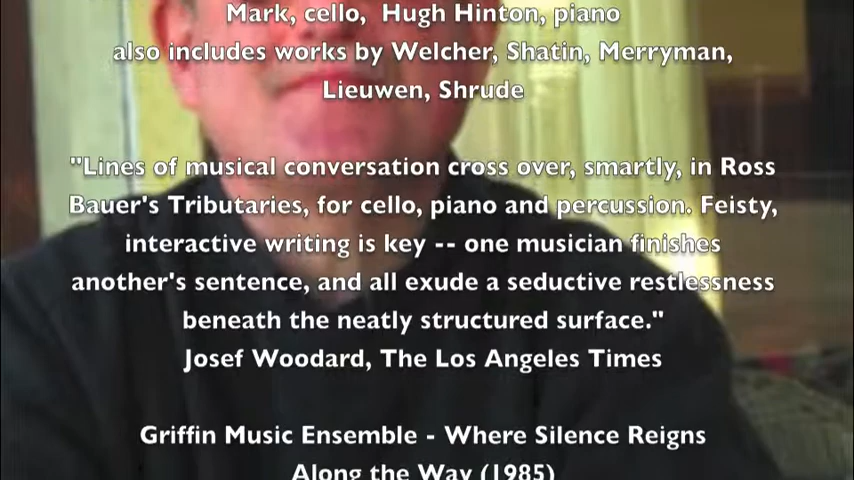 Mark, cello, Hugh Hinton, piano
also includes works by Welcher, Shatin, Merryman,
Lieuwen, Shrude
"Lines of musical conversation cross over, smartly, in Ross
Bauer's Tributaries, for cello, piano and percussion. Feisty,
interactive writing is key -- one musician finishes
another's sentence, and all exude a seductive restlessness
beneath the neatly structured surface."
Josef Woodard, The Los Angeles Times
Griffin Music Ensemble - Where Silence Reigns
Along the Way (1985)